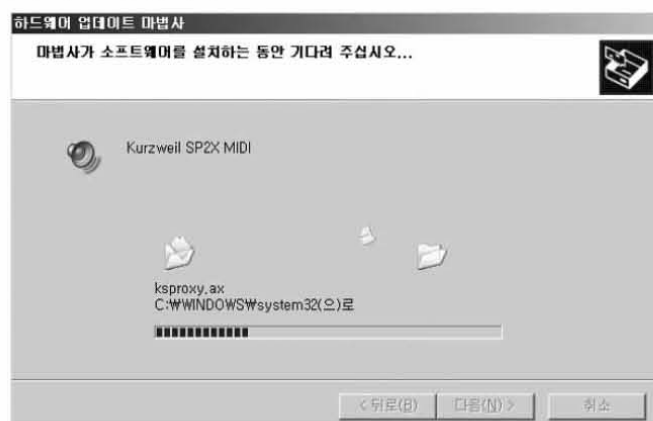 하드웨어 업데이트 마법사
마법사가 소프트웨어를 설치하는 동안 기다려 주십시오...
Kurzweil SP2X MIDI
ksproxy.ax
C:₩WINDOWS₩system32(으)로
< 뒤로(B) 다음(N) > 취소